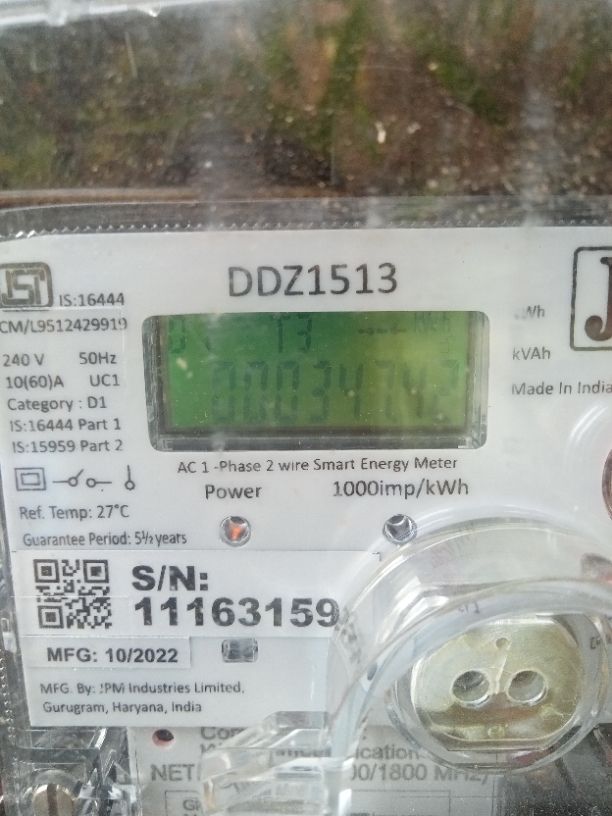 ISI IS:16444
CM/L9512429919
DDZ1513
240 V 50Hz
10(60)A UC1
Category : D1
IS:16444 Part 1
IS:15959 Part 2
T3
kWh
kVAh
J
Made In India
AC 1 -Phase 2 wire Smart Energy Meter
Power 1000imp/kWh
Ref. Temp: 27°C
Guarantee Period: 5½ years
S/N:
11163159
MFG: 10/2022
MFG. By: JPM Industries Limited,
Gurugram, Haryana, India